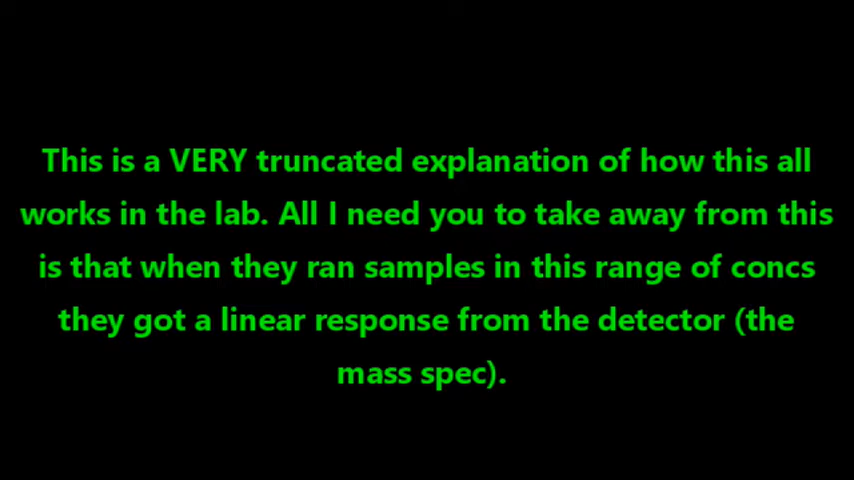 This is a VERY truncated explanation of how this all
works in the lab. All I need you to take away from this
is that when they ran samples in this range of concs
they got a linear response from the detector (the
mass spec).